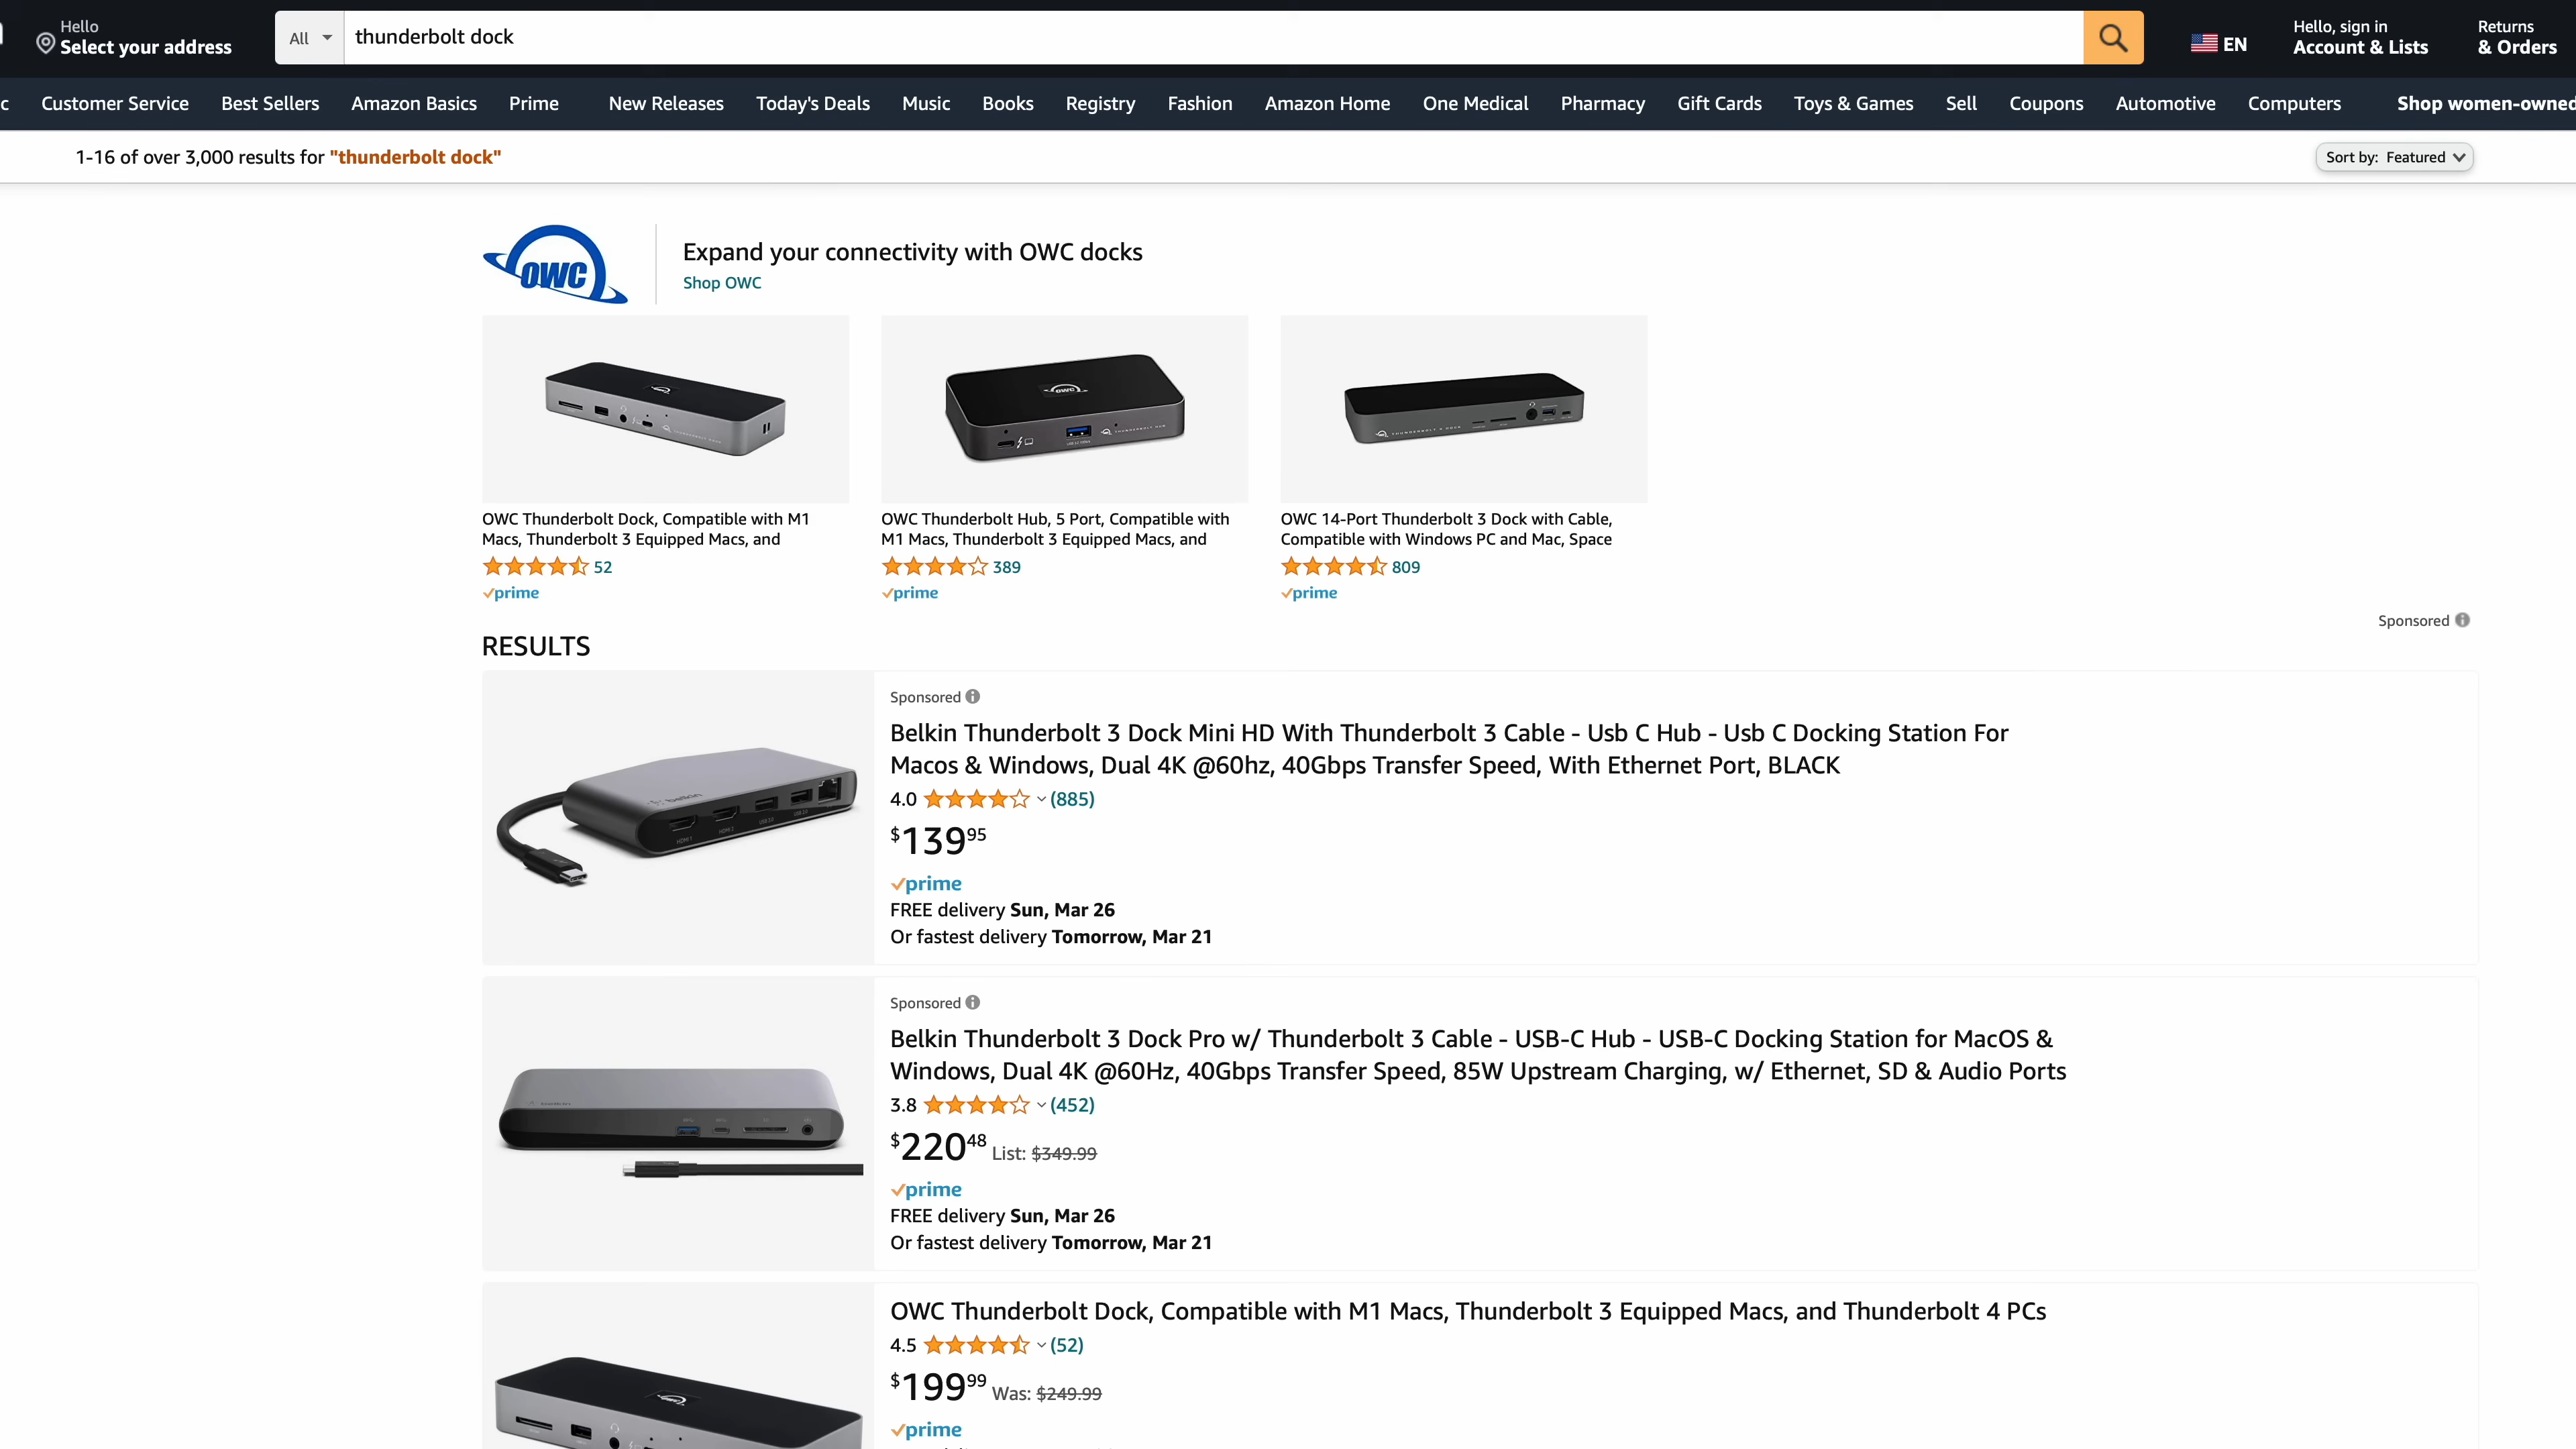 Hello
Select your address
All
thunderbolt dock
EN
Hello, sign in
Account & Lists
Returns
& Orders
c Customer Service Best Sellers Amazon Basics Prime New Releases Today's Deals Music Books Registry Fashion Amazon Home One Medical Pharmacy Gift Cards Toys & Games Sell Coupons Automotive Computers Shop women-owned
1-16 of over 3,000 results for "thunderbolt dock"
Sort by: Featured
OWC
Expand your connectivity with OWC docks
Shop OWC
OWC Thunderbolt Dock, Compatible with M1
Macs, Thunderbolt 3 Equipped Macs, and
52
prime
OWC Thunderbolt Hub, 5 Port, Compatible with
M1 Macs, Thunderbolt 3 Equipped Macs, and
389
prime
OWC 14-Port Thunderbolt 3 Dock with Cable,
Compatible with Windows PC and Mac, Space
809
prime
Sponsored
RESULTS
Sponsored
Belkin Thunderbolt 3 Dock Mini HD With Thunderbolt 3 Cable - Usb C Hub - Usb C Docking Station For
Macos & Windows, Dual 4K @60hz, 40Gbps Transfer Speed, With Ethernet Port, BLACK
4.0 (885)
$139 95
prime
FREE delivery Sun, Mar 26
Or fastest delivery Tomorrow, Mar 21
belkin
HDMI 1 HDMI 2 USB 3.0 USB 2.0
Sponsored
Belkin Thunderbolt 3 Dock Pro w/ Thunderbolt 3 Cable - USB-C Hub - USB-C Docking Station for MacOS &
Windows, Dual 4K @60Hz, 40Gbps Transfer Speed, 85W Upstream Charging, w/ Ethernet, SD & Audio Ports
3.8 (452)
$220 48 List: $349.99
prime
FREE delivery Sun, Mar 26
Or fastest delivery Tomorrow, Mar 21
OWC Thunderbolt Dock, Compatible with M1 Macs, Thunderbolt 3 Equipped Macs, and Thunderbolt 4 PCs
4.5 (52)
$199 99 Was: $249.99
prime